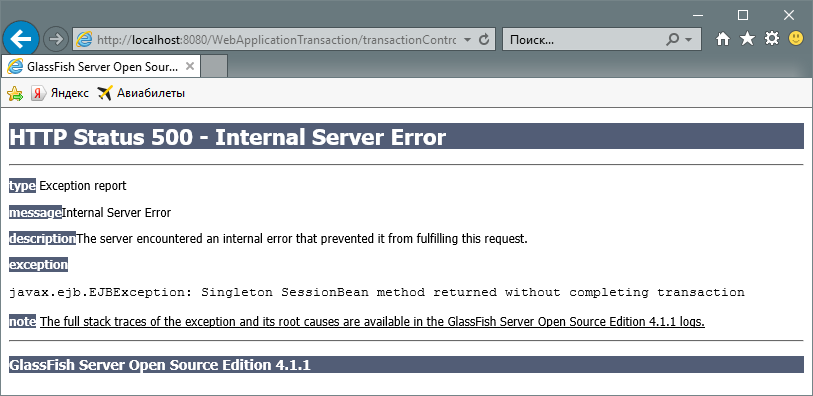 http://localhost:8080/WebApplicationTransaction/transactionContro
Поиск...
GlassFish Server Open Sour...
Яндекс
Авиабилеты
HTTP Status 500 - Internal Server Error
type Exception report
messageInternal Server Error
descriptionThe server encountered an internal error that prevented it from fulfilling this request.
exception
javax.ejb.EJBException: Singleton SessionBean method returned without completing transaction
note The full stack traces of the exception and its root causes are available in the GlassFish Server Open Source Edition 4.1.1 logs.
GlassFish Server Open Source Edition 4.1.1